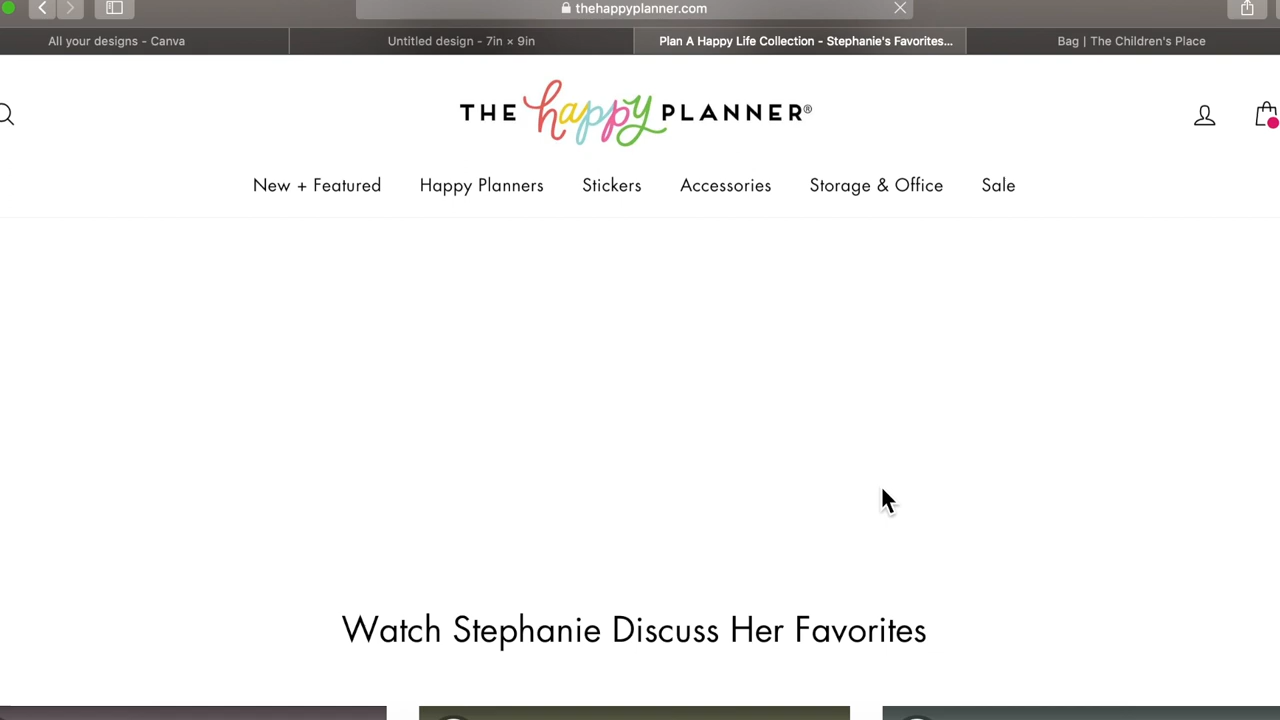 thehappyplanner.com
All your designs - Canva
Untitled design - 7in × 9in
Plan A Happy Life Collection - Stephanie's Favorites...
Bag | The Children's Place
THE happy PLANNER®
New + Featured
Happy Planners
Stickers
Accessories
Storage & Office
Sale
Watch Stephanie Discuss Her Favorites